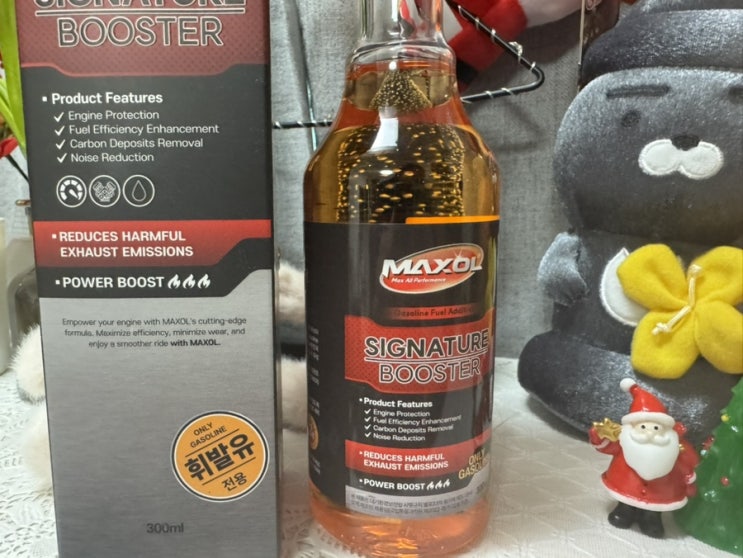 SIGNATURE
BOOSTER
• Product Features
✓ Engine Protection
✓ Fuel Efficiency Enhancement
✓ Carbon Deposits Removal
✓ Noise Reduction
• REDUCES HARMFUL
EXHAUST EMISSIONS
• POWER BOOST
Empower your engine with MAXOL's cutting-edge
formula. Maximize efficiency, minimize wear, and
enjoy a smoother ride with MAXOL.
ONLY
GASOLINE
휘발유
전용
300ml
MAXOL
Max All Performance
Gasoline Fuel
SIGNATURE
BOOSTER
• Product Features
✓ Engine Protection
✓ Fuel Efficiency Enhancement
✓ Carbon Deposits Removal
✓ Noise Reduction
• REDUCES HARMFUL
EXHAUST EMISSIONS
ONLY
• POWER BOOST